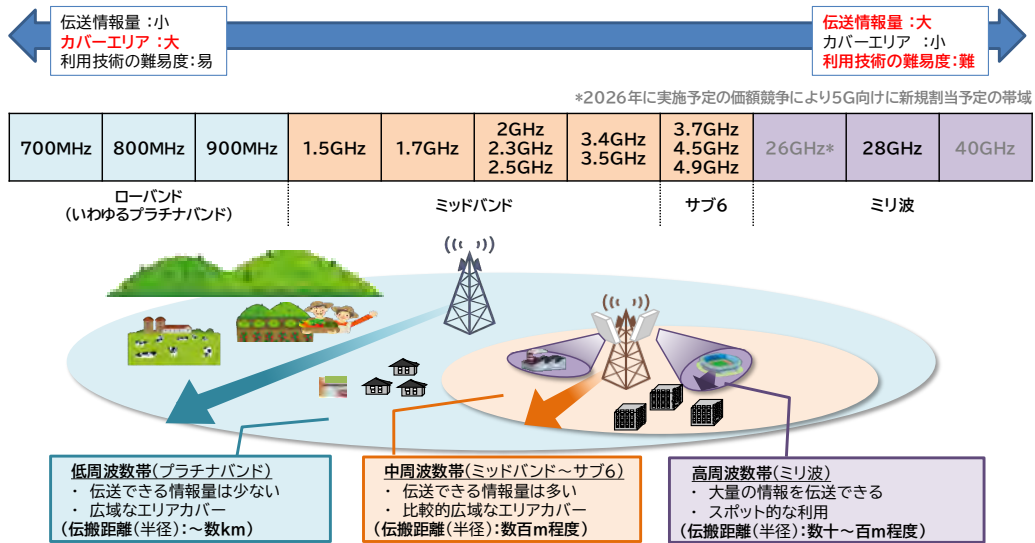 伝送情報量：小
カバーエリア：大
利用技術の難易度：易
伝送情報量：大
カバーエリア ：小
利用技術の難易度：難
*2026年に実施予定の価額競争により5G向けに新規割当予定の帯域
700MHz
800MHz
900MHz
1.5GHz
1.7GHz
2GHz
2.3GHz
2.5GHz
3.4GHz
3.5GHz
3.7GHz
4.5GHz
4.9GHz
26GHz*
28GHz
40GHz
ローバンド
（いわゆるプラチナバンド）
ミッドバンド
サブ6
ミリ波
低周波数帯(プラチナバンド)
・ 伝送できる情報量は少ない
・ 広域なエリアカバー
(伝搬距離(半径)：～数km)
中周波数帯(ミッドバンド～サブ6)
・ 伝送できる情報量は多い
・ 比較的広域なエリアカバー
(伝搬距離(半径)：数百m程度)
高周波数帯(ミリ波)
・ 大量の情報を伝送できる
・ スポット的な利用
(伝搬距離(半径)：数十～百m程度)